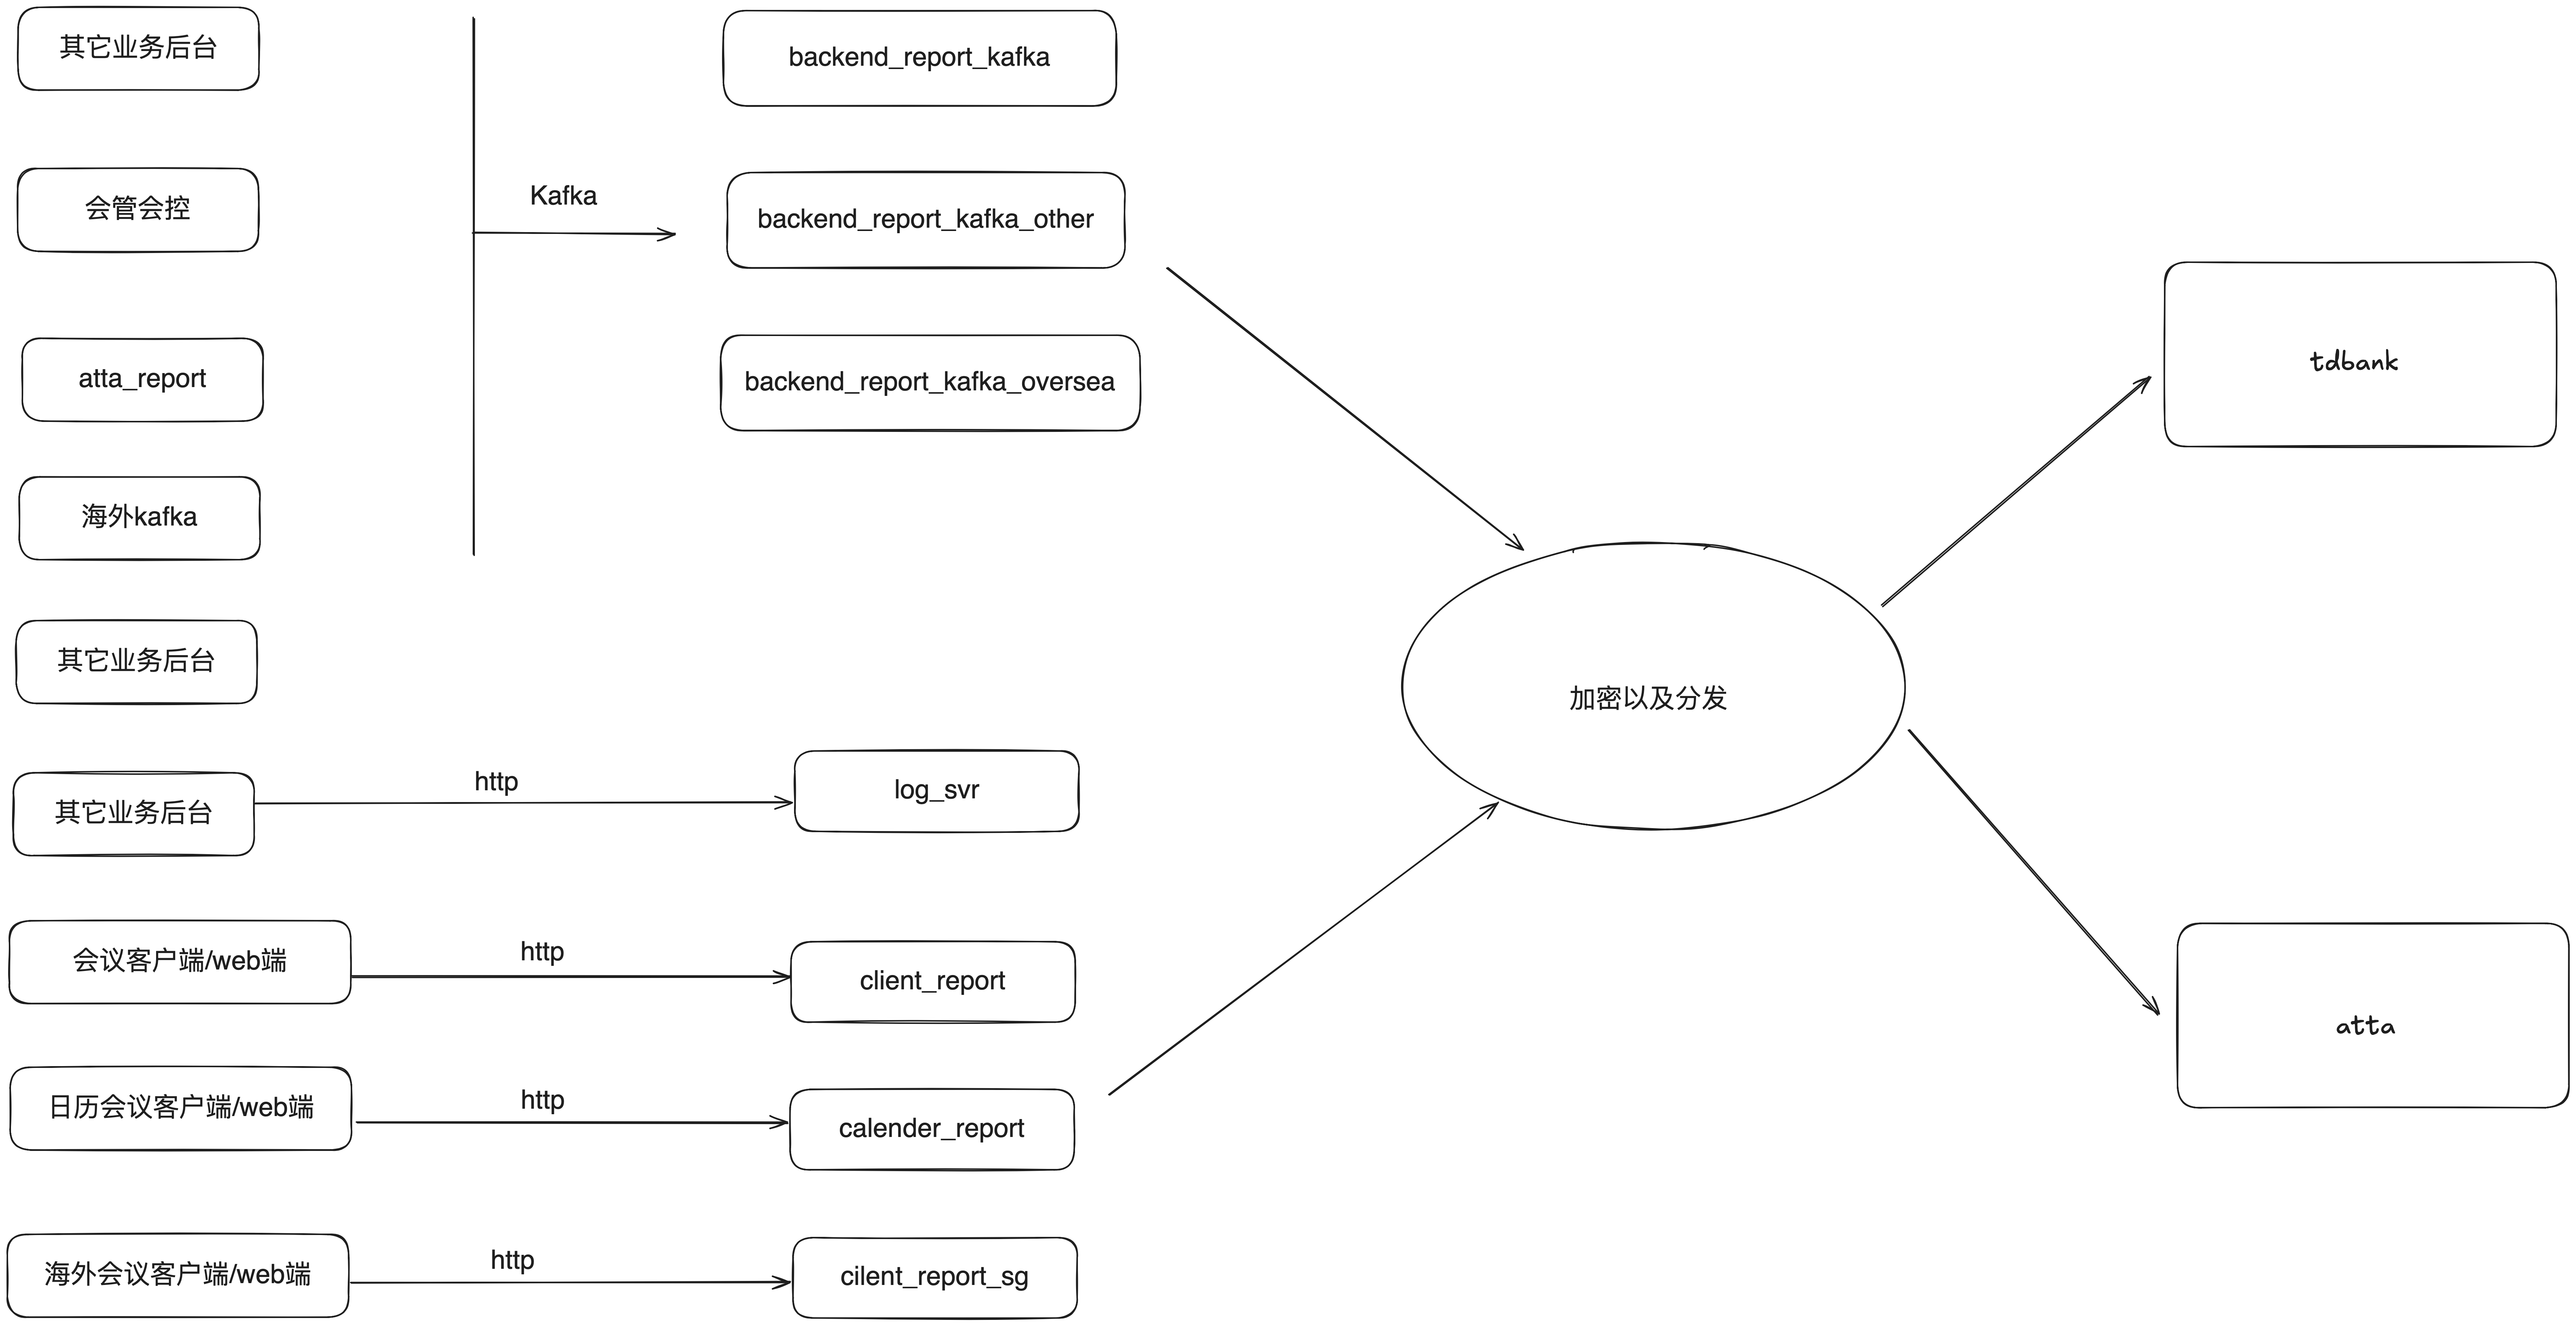 其它业务后台
会管会控
atta_report
海外kafka
其它业务后台
Kafka
backend_report_kafka
backend_report_kafka_other
backend_report_kafka_oversea
其它业务后台
http
log_svr
会议客户端/web端
http
client_report
日历会议客户端/web端
http
calender_report
海外会议客户端/web端
http
cilent_report_sg
加密以及分发
tdbank
atta